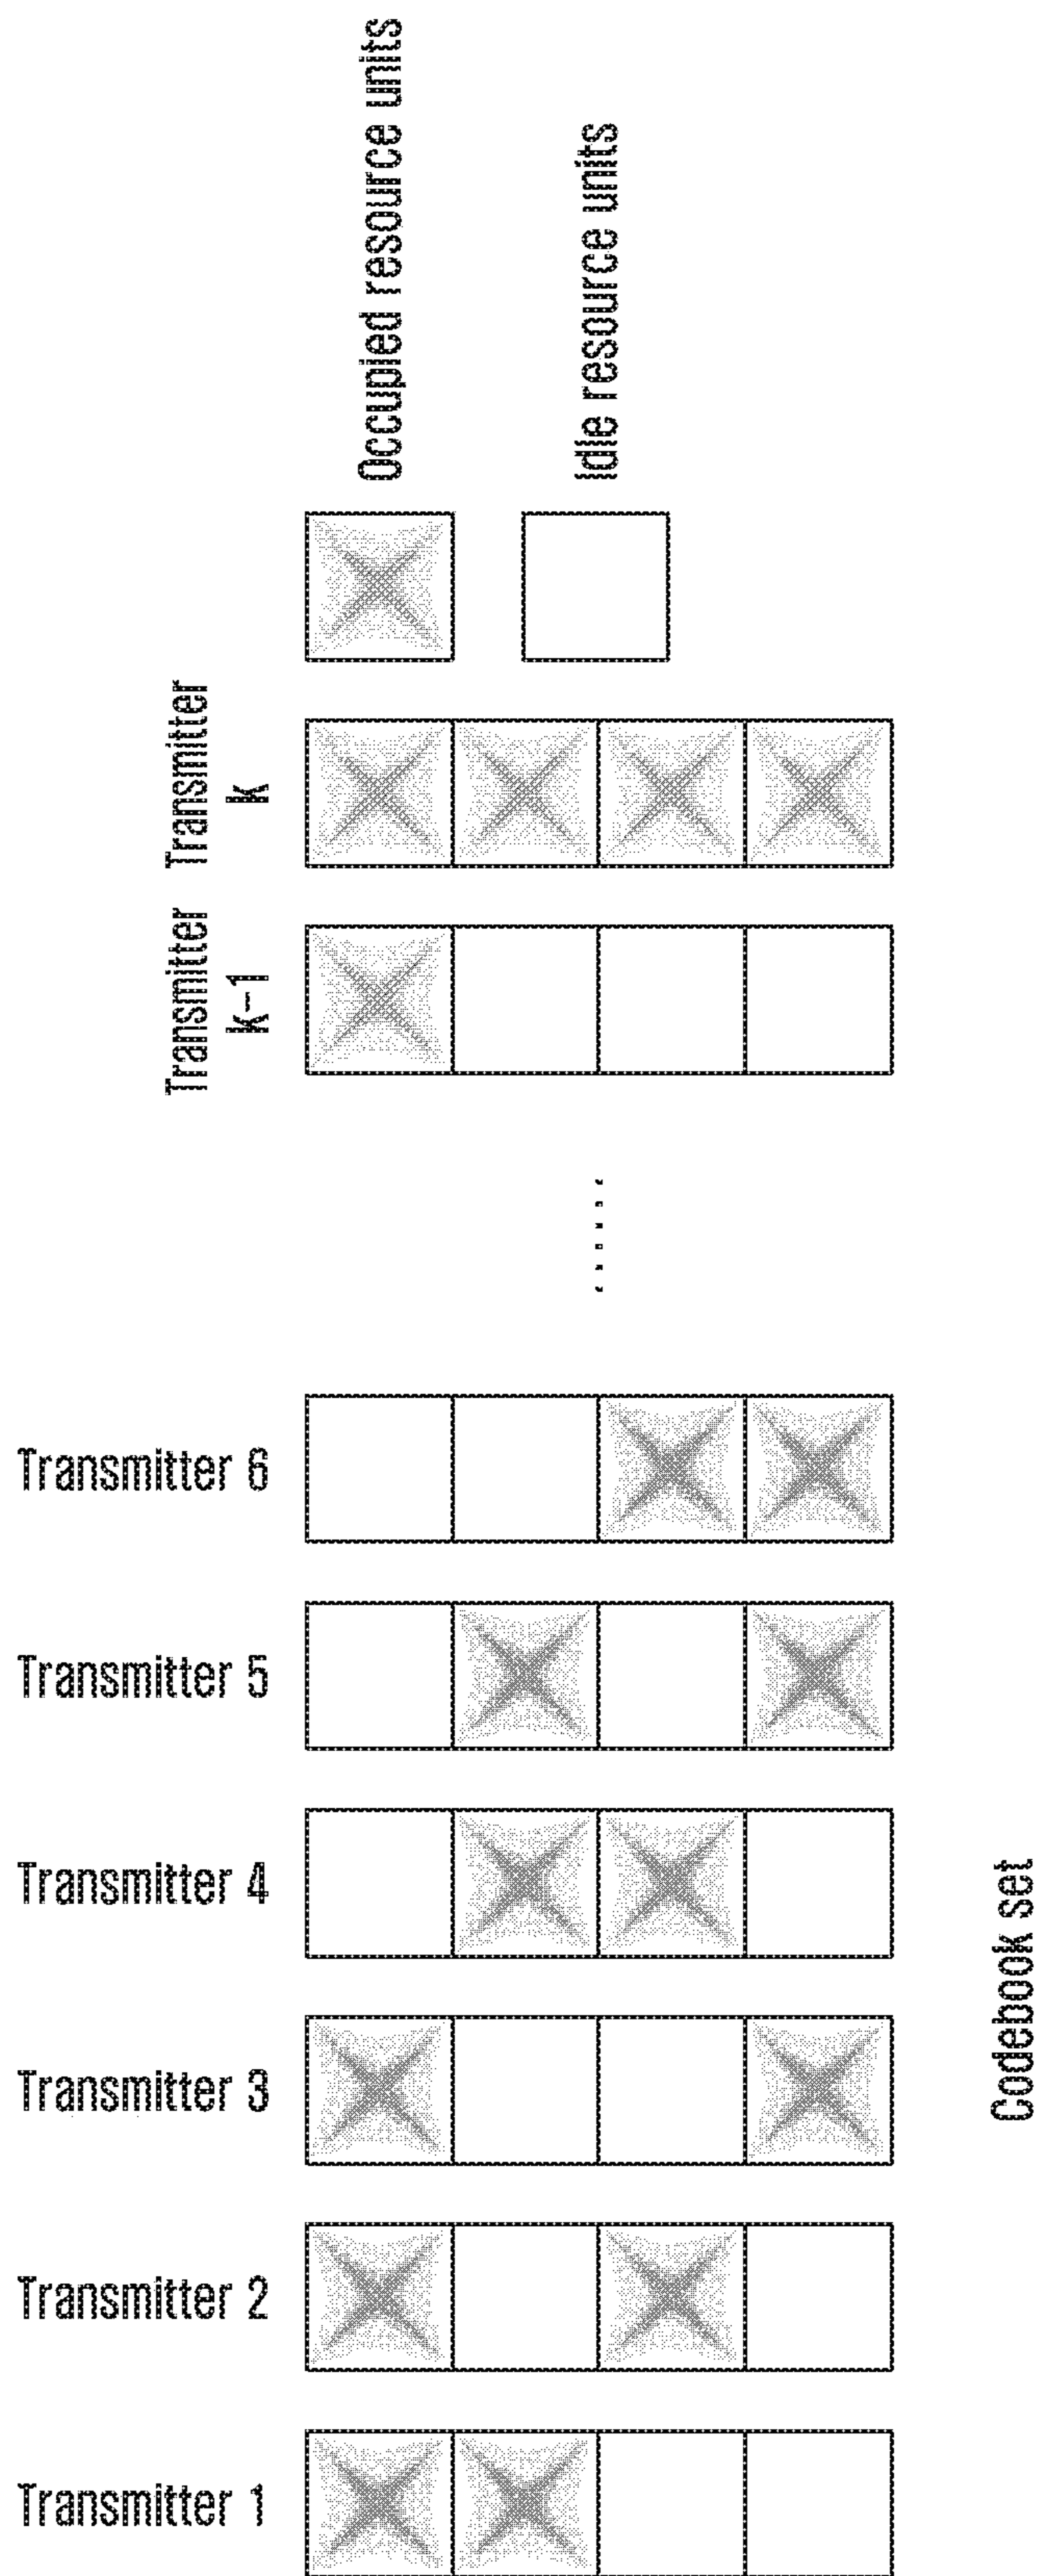 Transmitter 1
Transmitter 2
Transmitter 3
Transmitter 4
Transmitter 5
Transmitter 6
......
Transmitter
k-1
Transmitter
k
Occupied resource units
Idle resource units
Codebook set